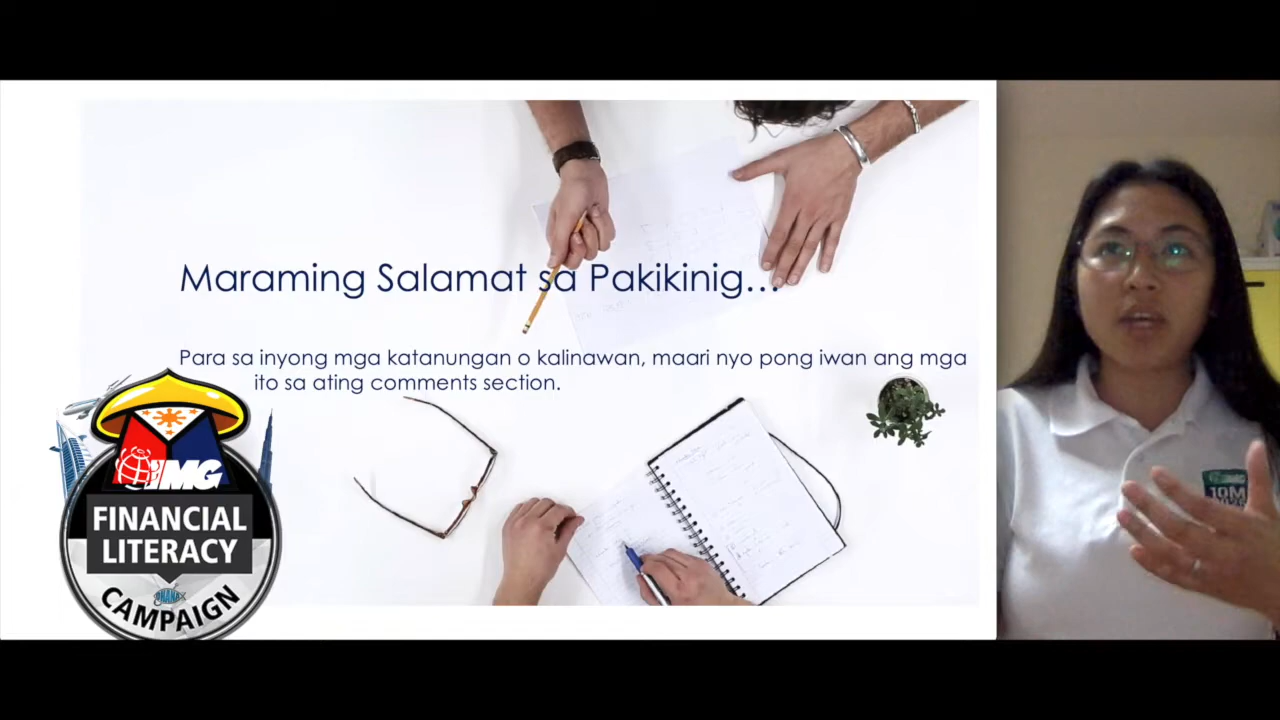 Maraming Salamat sa Pakikinig...
Para sa inyong mga katanungan o kalinawan, maari nyo pong iwan ang mga
ito sa ating comments section.
IMG
FINANCIAL
LITERACY
CAMPAIGN